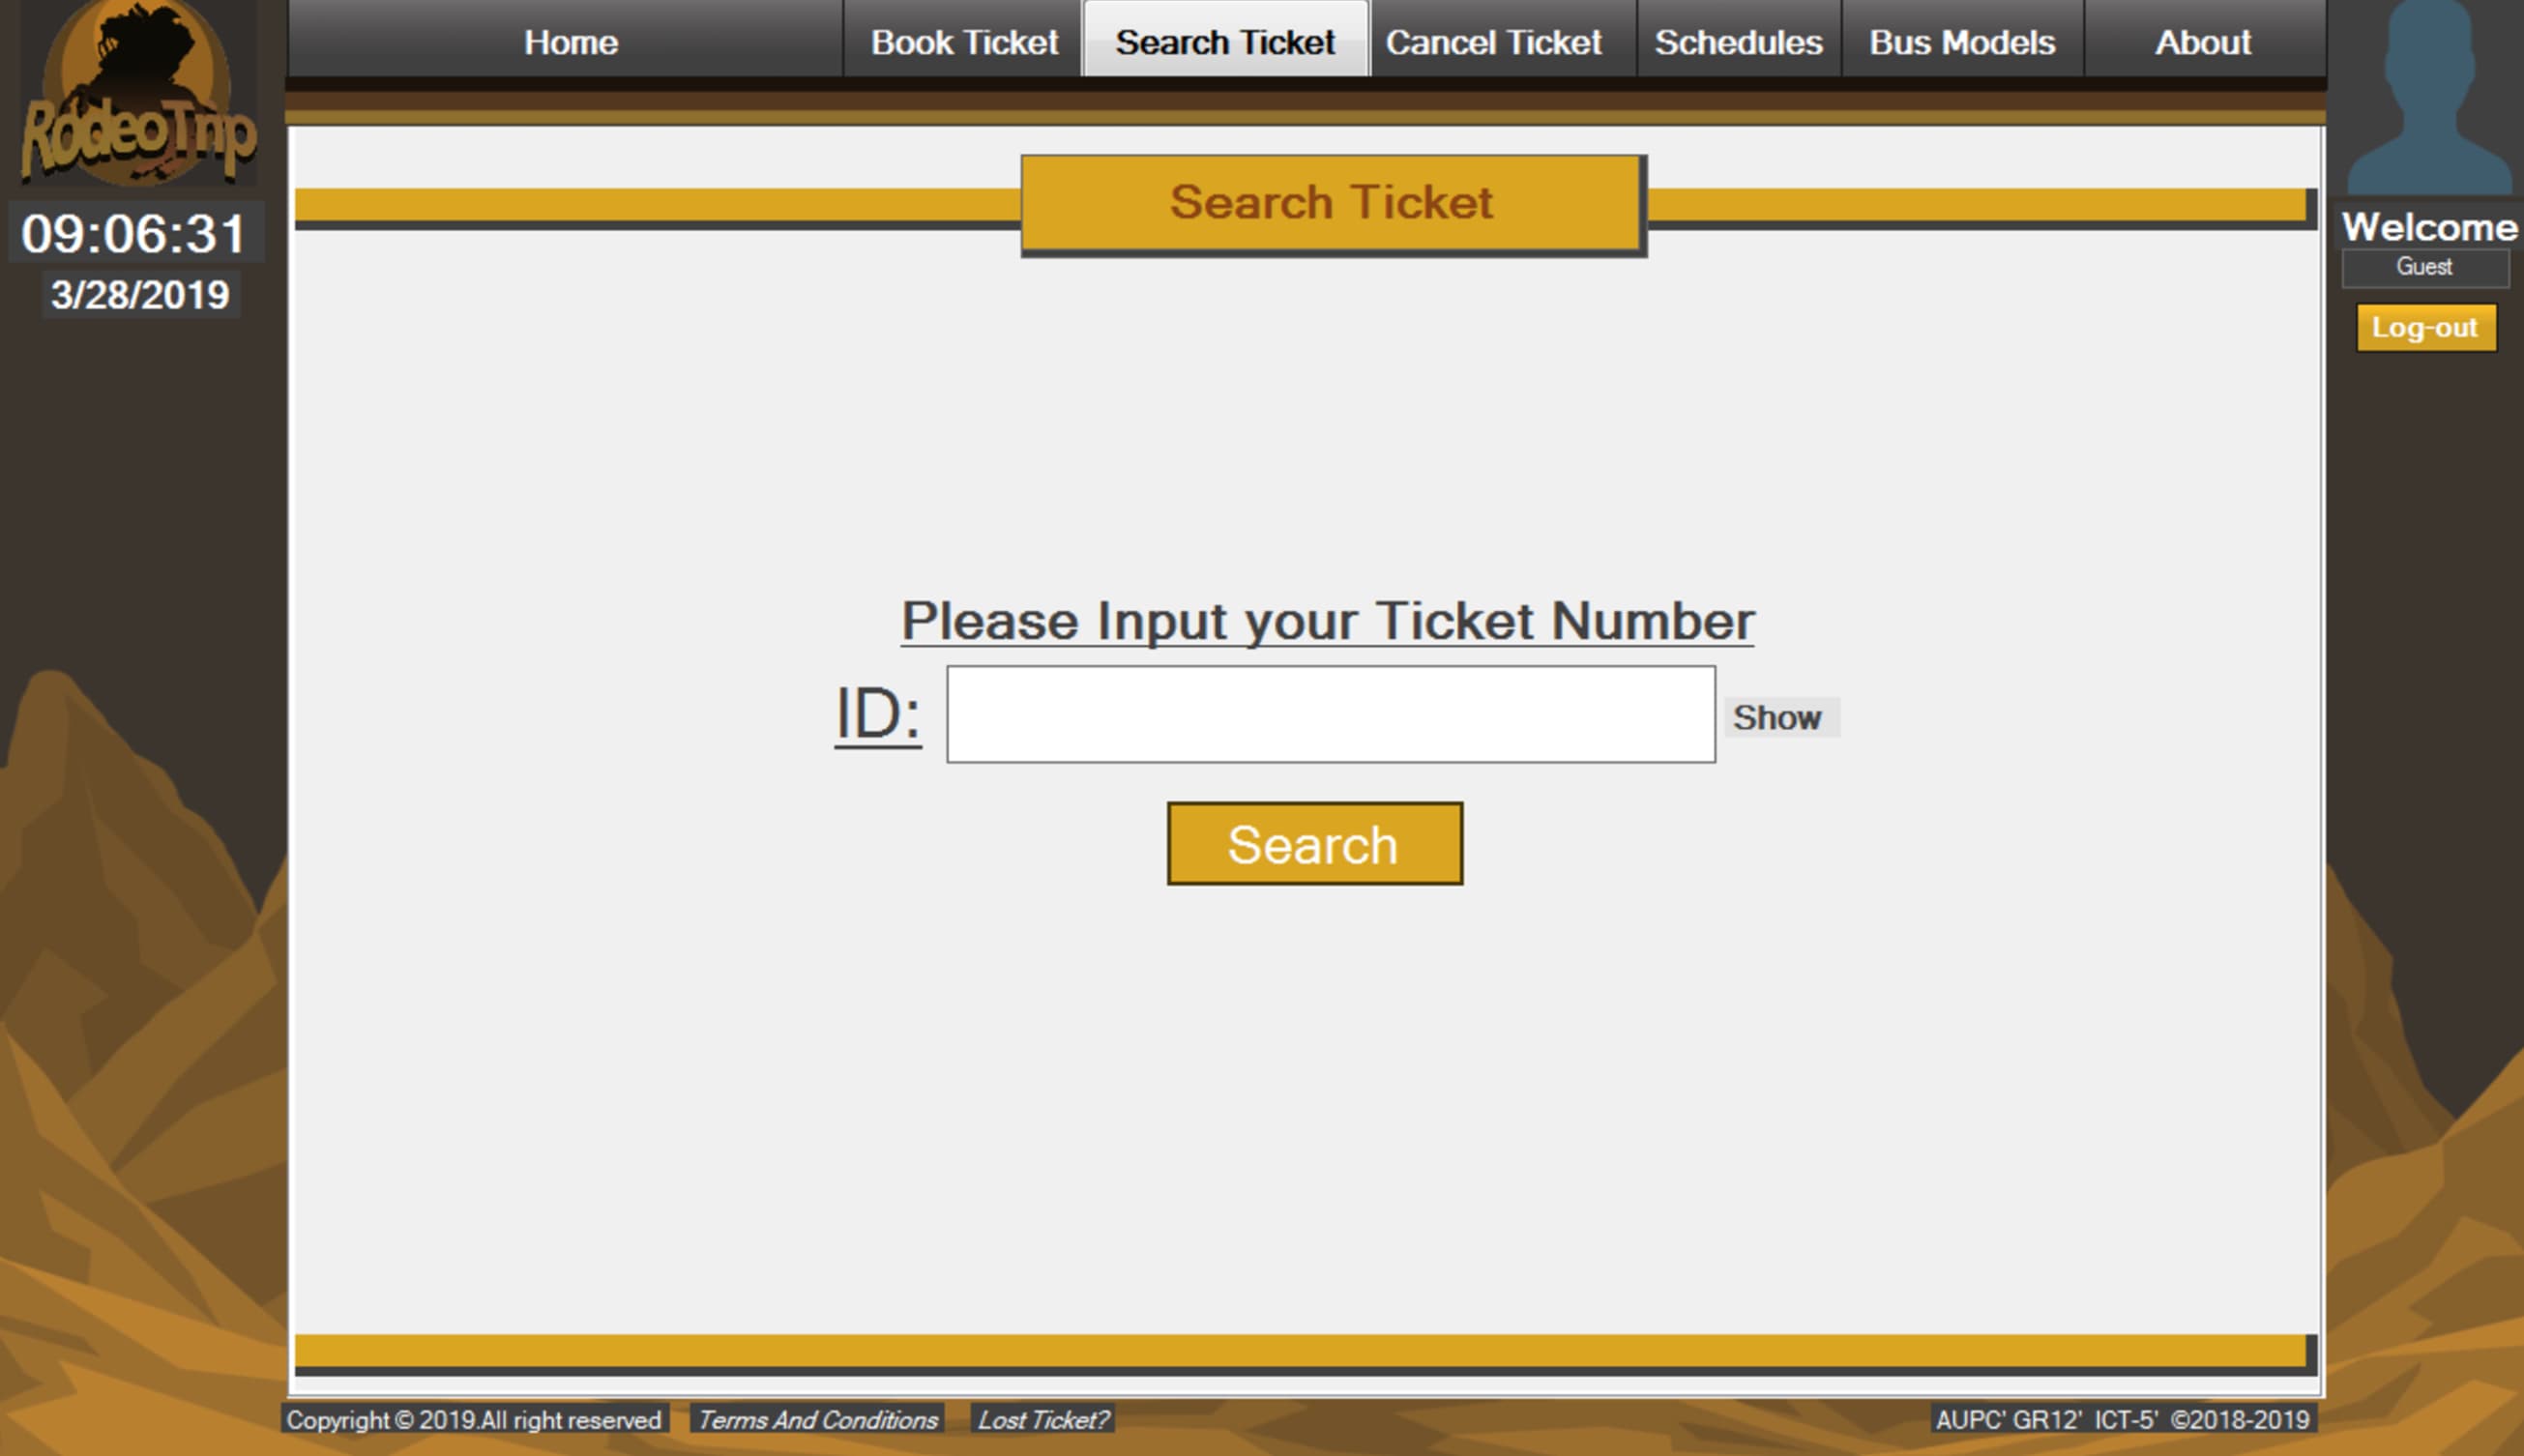 Home Book Ticket Search Ticket Cancel Ticket Schedules Bus Models About
RodeoTrip
09:06:31
3/28/2019
Welcome
Guest
Log-out
Search Ticket
Please Input your Ticket Number
ID: Show
Search
Copyright © 2019.All right reserved Terms And Conditions Lost Ticket? AUPC' GR12' ICT-5' ©2018-2019